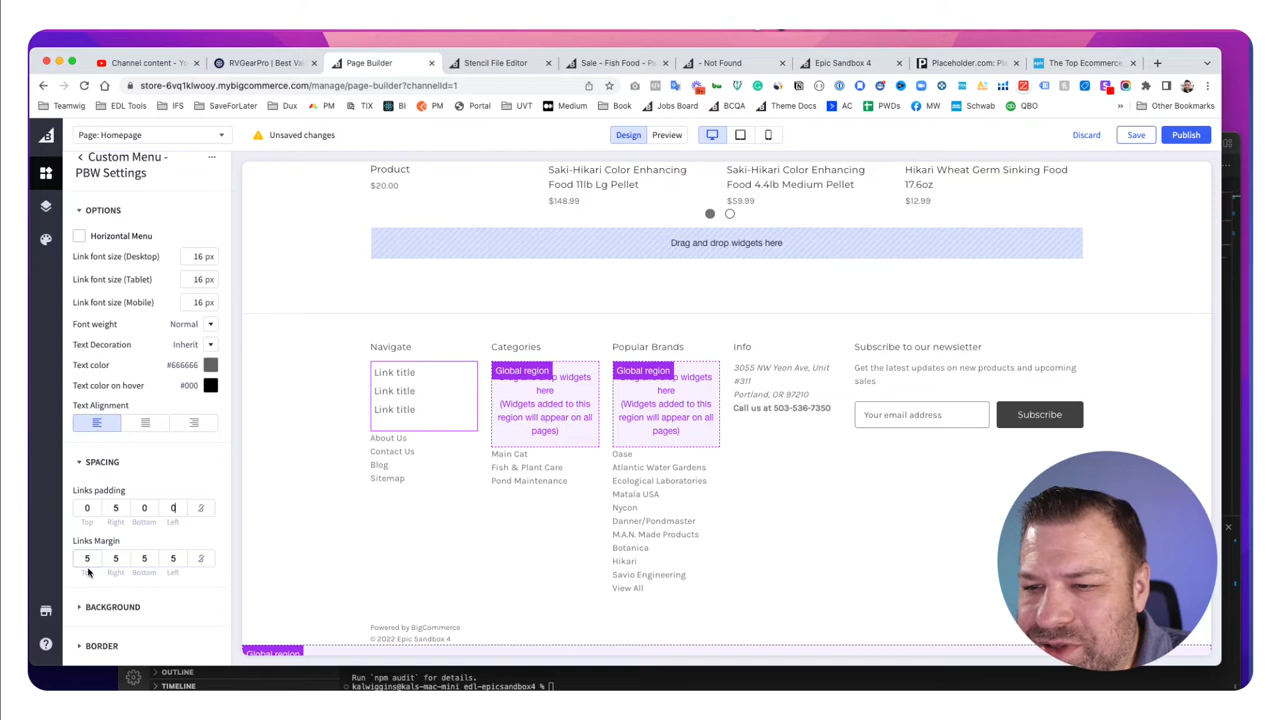 Channel content - Yo
RVGearPro | Best Val
Page Builder
Stencil File Editor
Sale - Fish Food - Pa
- Not Found
Epic Sandbox 4
Placeholder.com: Pla
The Top Ecommerce
store-6vq1klwooy.mybigcommerce.com/manage/page-builder?channelId=1
Teamwig
EDL Tools
IFS
SaveForLater
Dux
PM
TIX
BI
PM
Portal
UVT
Medium
Book
Jobs Board
BCQA
Theme Docs
AC
PWDs
MW
Schwab
QBO
Other Bookmarks
Page: Homepage
Unsaved changes
Design
Preview
Discard
Save
Publish
Custom Menu -
PBW Settings
OPTIONS
Horizontal Menu
Link font size (Desktop) 16 px
Link font size (Tablet) 16 px
Link font size (Mobile) 16 px
Font weight Normal
Text Decoration Inherit
Text color #666666
Text color on hover #000
Text Alignment
SPACING
Links padding
0 5 0 0
Top Right Bottom Left
Links Margin
5 5 5 5
Right Bottom Left
BACKGROUND
BORDER
Product
$20.00
Saki-Hikari Color Enhancing
Food 11lb Lg Pellet
$148.99
Saki-Hikari Color Enhancing
Food 4.4lb Medium Pellet
$59.99
Hikari Wheat Germ Sinking Food
17.6oz
$12.99
Drag and drop widgets here
Navigate
Link title
Link title
Link title
About Us
Contact Us
Blog
Sitemap
Categories
Global region
Drag and drop widgets
here
(Widgets added to this
region will appear on all
pages)
Main Cat
Fish & Plant Care
Pond Maintenance
Popular Brands
Global region
Drag and drop widgets
here
(Widgets added to this
region will appear on all
pages)
Oase
Atlantic Water Gardens
Ecological Laboratories
Matala USA
Nycon
Danner/Pondmaster
M.A.N. Made Products
Botanica
Hikari
Savio Engineering
View All
Info
3055 NW Yeon Ave, Unit
#311
Portland, OR 97210
Call us at 503-536-7350
Subscribe to our newsletter
Get the latest updates on new products and upcoming
sales
Your email address
Subscribe
Powered by BigCommerce
© 2022 Epic Sandbox 4
Global region
OUTLINE
TIMELINE
Run `npm audit` for details.
kalwiggins@kals-mac-mini edl-epicsandbox4 %